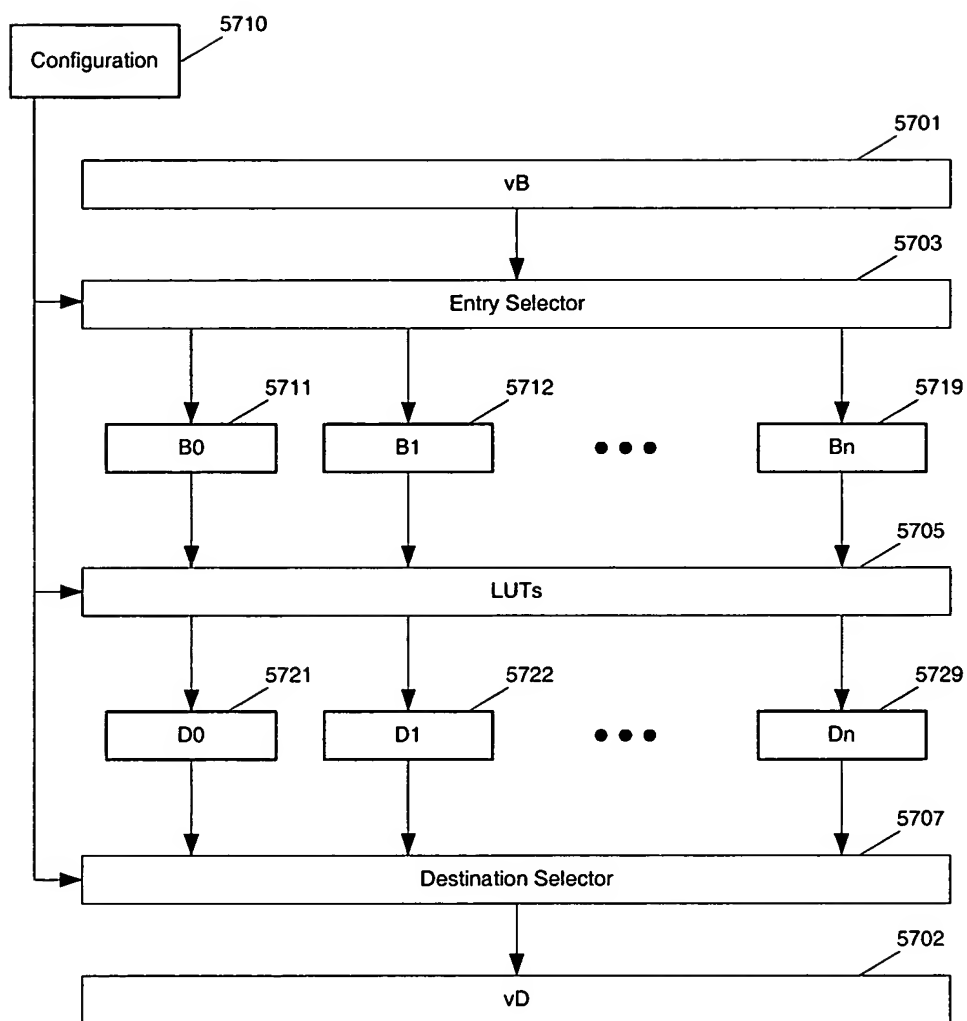 5710
Configuration
5701
vB
5703
Entry Selector
5711
5712
5719
B0
B1
Bn
5705
LUTs
5721
5722
5729
D0
D1
Dn
5707
Destination Selector
5702
vD